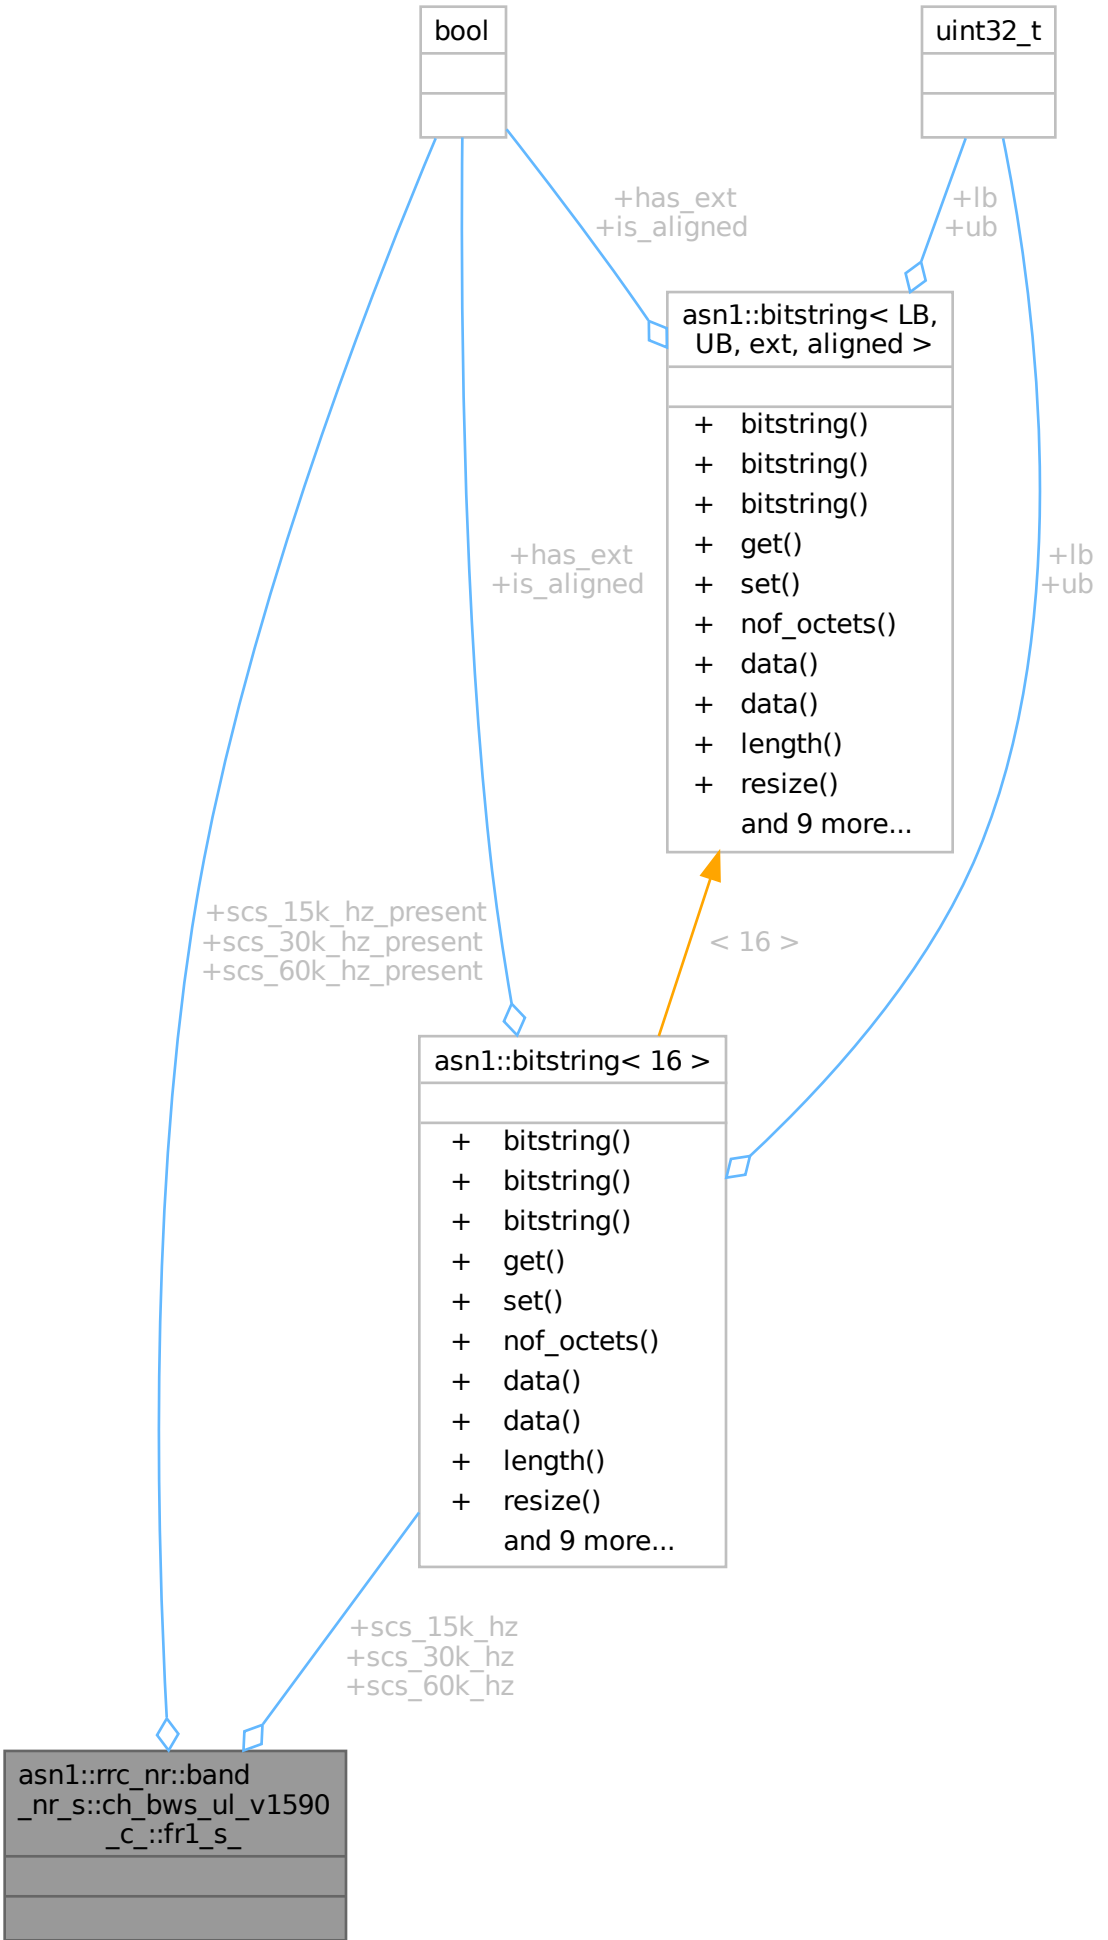 bool
uint32_t
+has_ext
+is_aligned
+lb
+ub
asn1::bitstring< LB,
UB, ext, aligned >
+ bitstring()
+ bitstring()
+ bitstring()
+ get()
+ set()
+ nof_octets()
+ data()
+ data()
+ length()
+ resize()
and 9 more...
+has_ext
+is_aligned
+lb
+ub
+scs_15k_hz_present
+scs_30k_hz_present
+scs_60k_hz_present
< 16 >
asn1::bitstring< 16 >
+ bitstring()
+ bitstring()
+ bitstring()
+ get()
+ set()
+ nof_octets()
+ data()
+ data()
+ length()
+ resize()
and 9 more...
+scs_15k_hz
+scs_30k_hz
+scs_60k_hz
asn1::rrc_nr::band
_nr_s::ch_bws_ul_v1590
_c_::fr1_s_